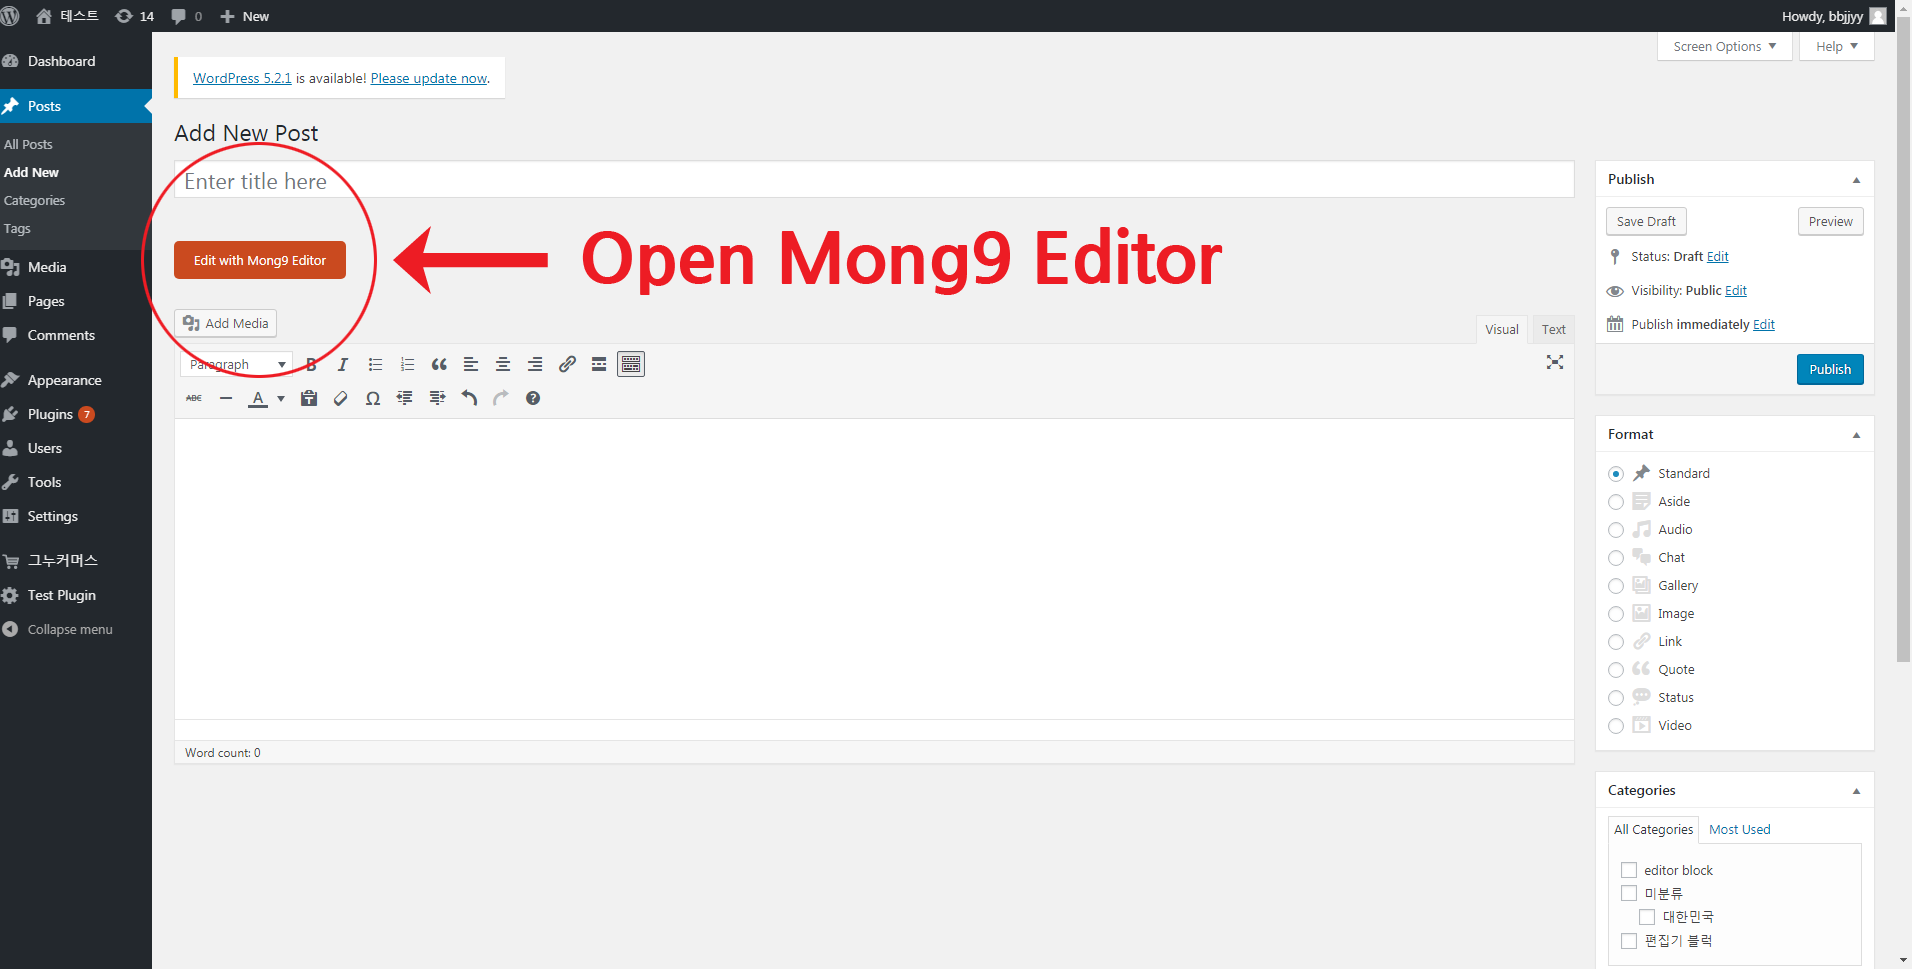 테스트 14 0 New
Howdy, bbjjyy
Screen Options Help
Dashboard
Posts
All Posts
Add New
Categories
Tags
Media
Pages
Comments
Appearance
Plugins 7
Users
Tools
Settings
그누커머스
Test Plugin
Collapse menu
WordPress 5.2.1 is available! Please update now.
Add New Post
Enter title here
Edit with Mong9 Editor
Open Mong9 Editor
Add Media
Visual Text
Paragraph B I
ABC A Ω
Word count: 0
Publish
Save Draft Preview
Status: Draft Edit
Visibility: Public Edit
Publish immediately Edit
Publish
Format
Standard
Aside
Audio
Chat
Gallery
Image
Link
Quote
Status
Video
Categories
All Categories Most Used
editor block
미분류
대한민국
편집기 블럭